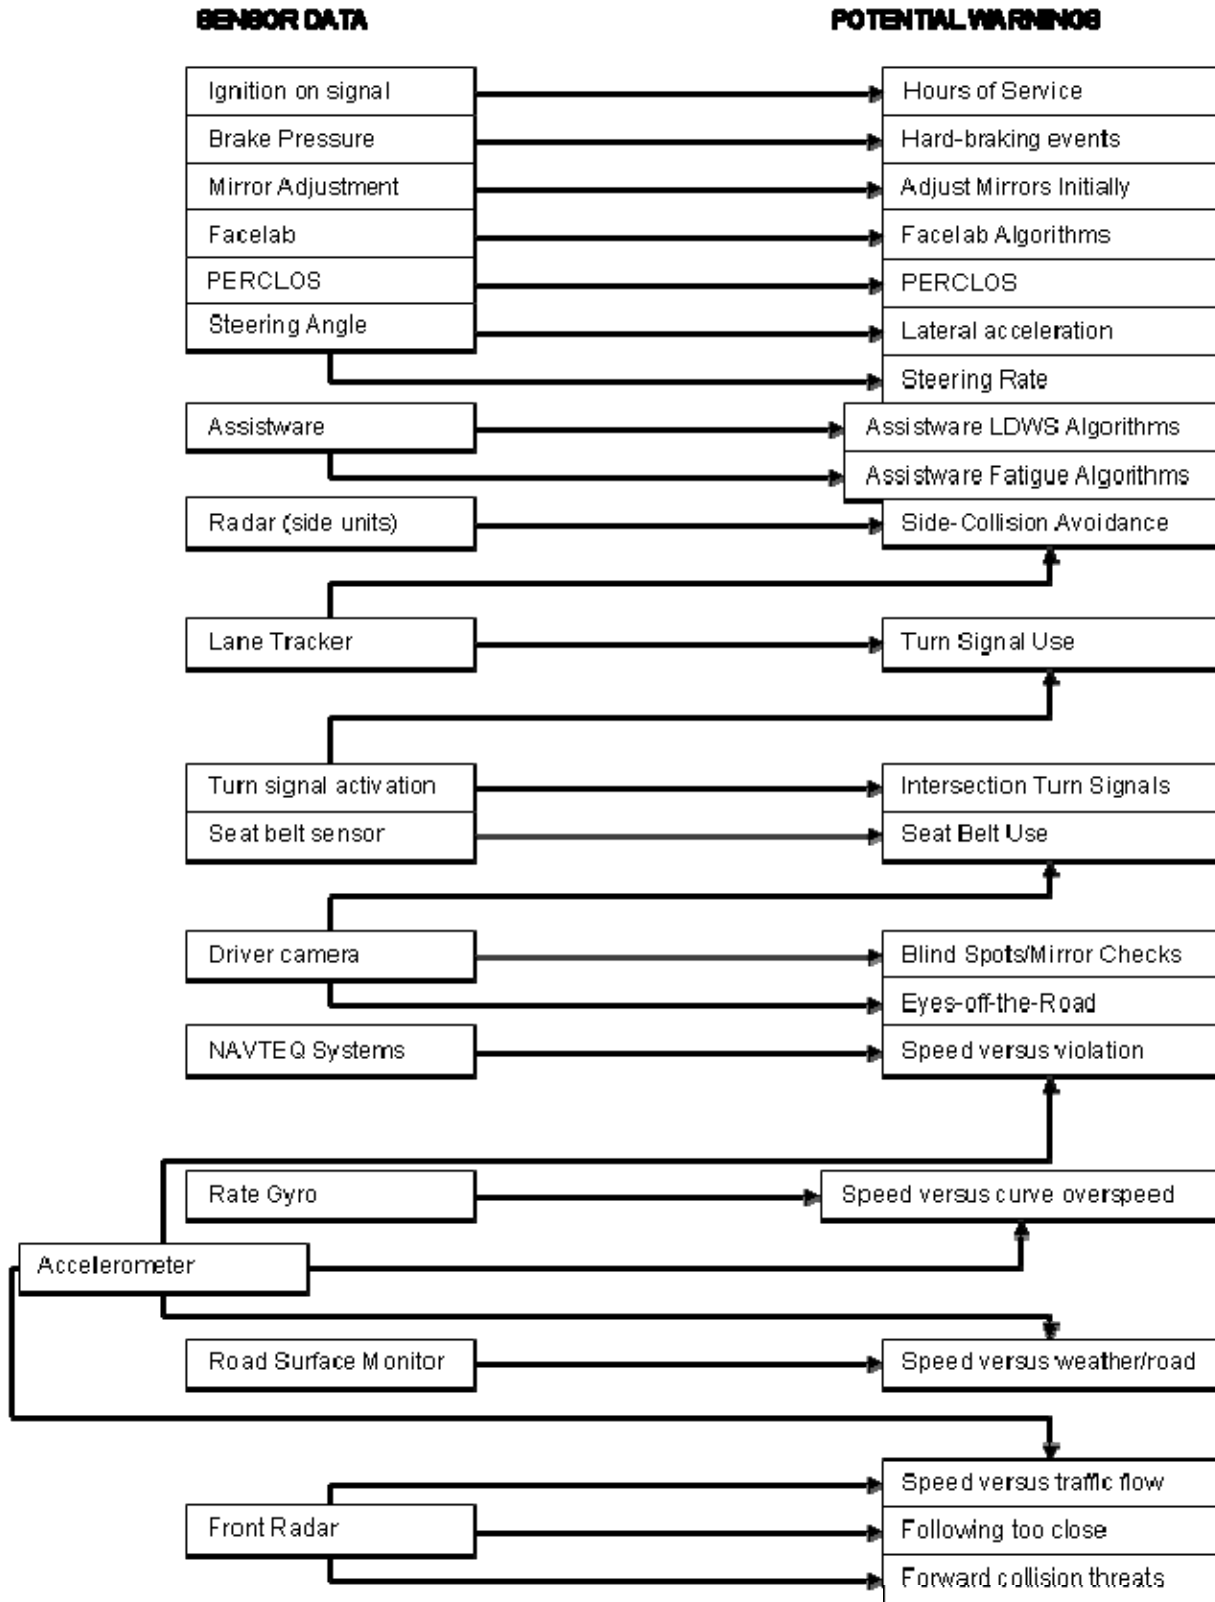 SENSOR DATA POTENTIAL WARNINGS
Ignition on signal Hours of Service
Brake Pressure Hard-braking events
Mirror Adjustment Adjust Mirrors Initially
Facelab Facelab Algorithms
PERCLOS PERCLOS
Steering Angle Lateral acceleration
Steering Rate
Assistware Assistware LDWS Algorithms
Assistware Fatigue Algorithms
Radar (side units) Side-Collision Avoidance
Lane Tracker Turn Signal Use
Turn signal activation Intersection Turn Signals
Seat belt sensor Seat Belt Use
Driver camera Blind Spots/Mirror Checks
Eyes-off-the-Road
NAVTEQ Systems Speed versus violation
Rate Gyro Speed versus curve overspeed
Accelerometer
Road Surface Monitor Speed versus weather/road
Speed versus traffic flow
Front Radar Following too close
Forward collision threats